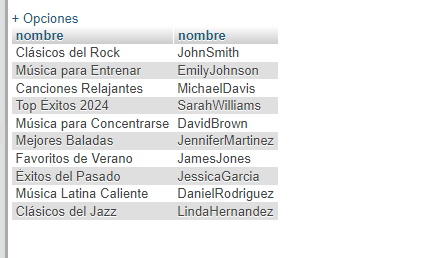 + Opciones
nombre nombre
Clásicos del Rock JohnSmith
Música para Entrenar EmilyJohnson
Canciones Relajantes MichaelDavis
Top Éxitos 2024 SarahWilliams
Música para Concentrarse DavidBrown
Mejores Baladas JenniferMartinez
Favoritos de Verano JamesJones
Éxitos del Pasado JessicaGarcia
Música Latina Caliente DanielRodriguez
Clásicos del Jazz LindaHernandez